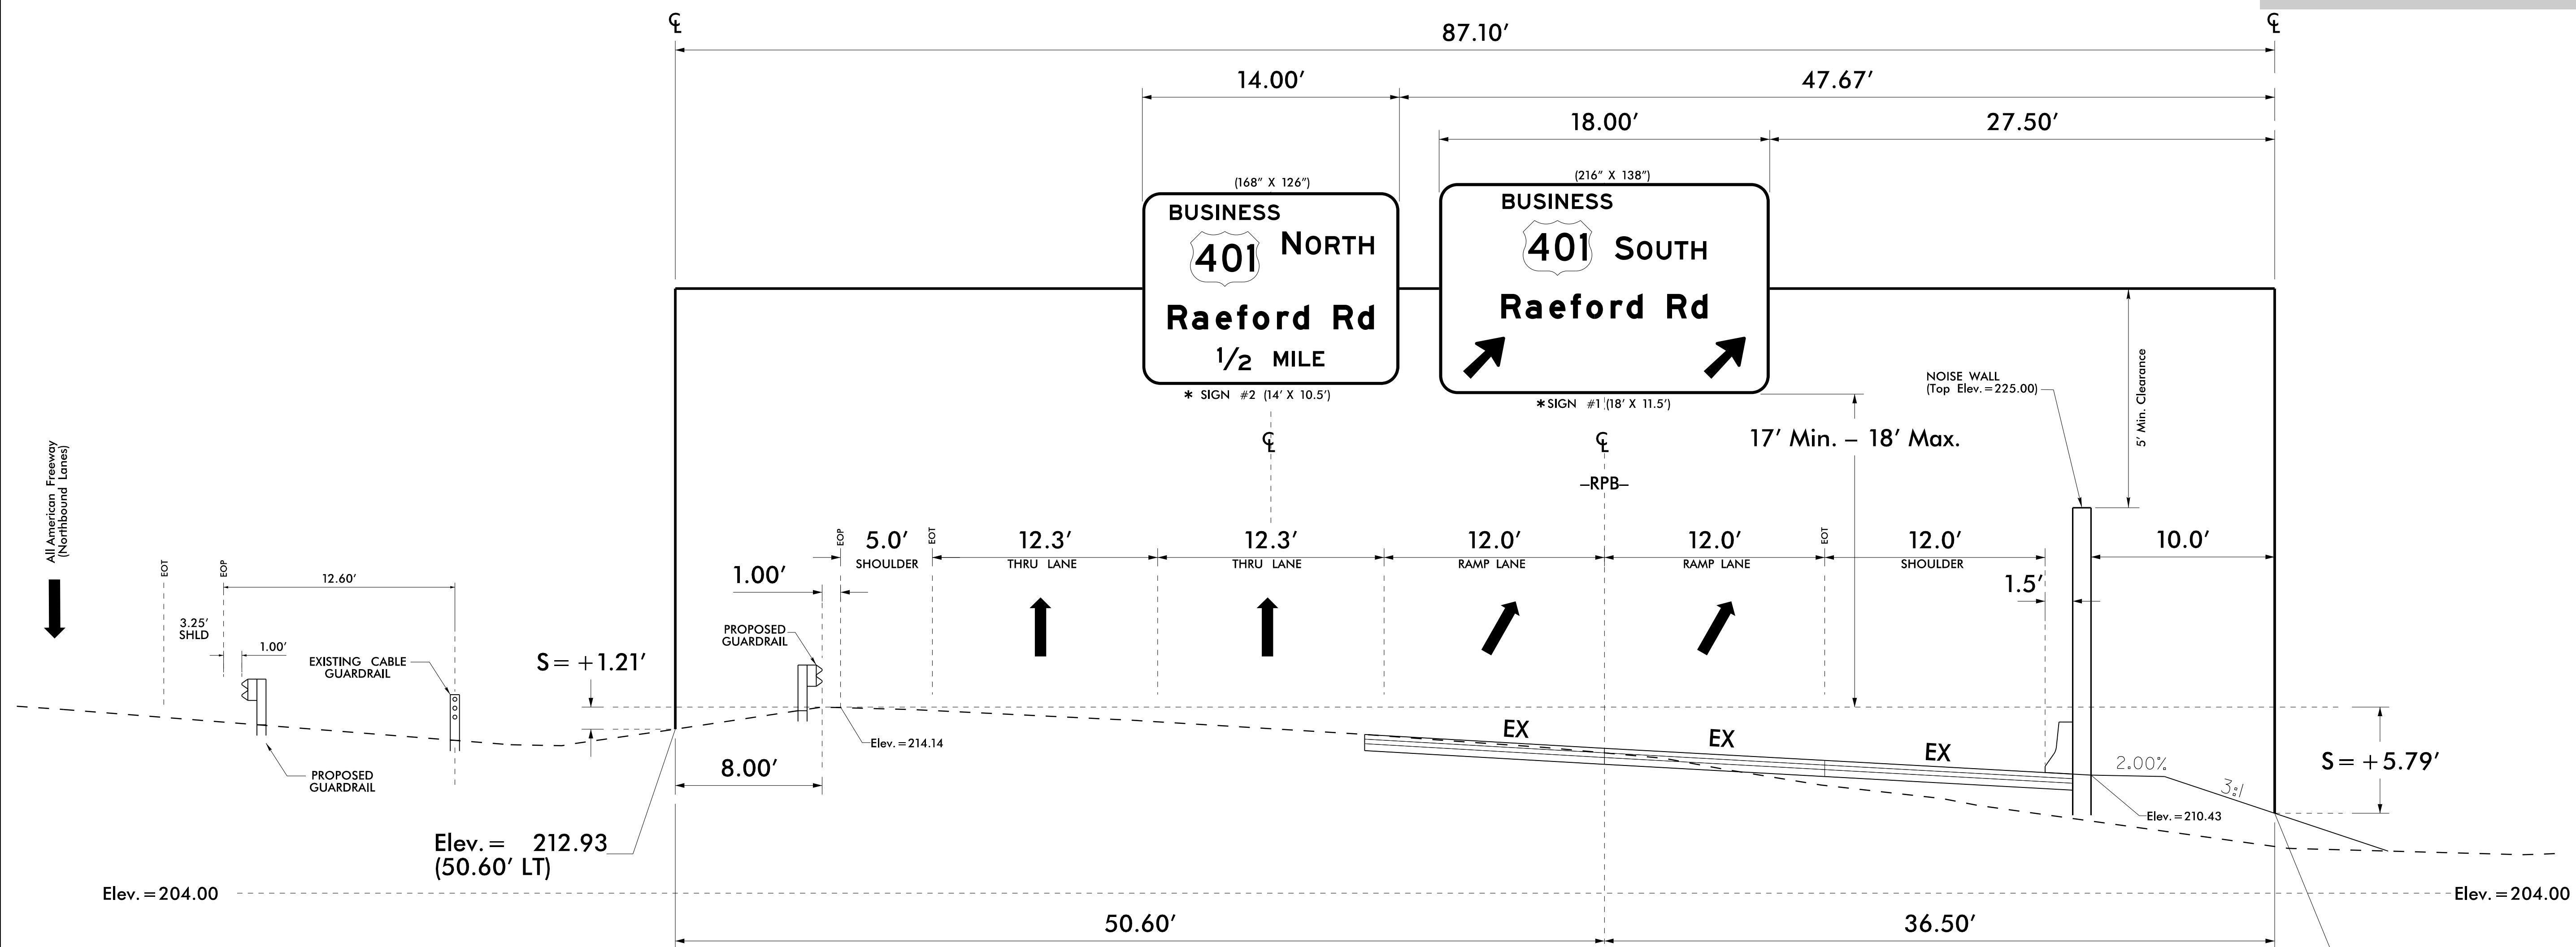 ℄
℄
87.10'
14.00'
47.67'
18.00'
27.50'
(168" X 126")
(216" X 138")
BUSINESS
401 NORTH
Raeford Rd
1/2 MILE
BUSINESS
401 SOUTH
Raeford Rd
* SIGN #2 (14' X 10.5')
* SIGN #1 (18' X 11.5')
NOISE WALL
(Top Elev.=225.00)
5' Min. Clearance
℄
℄
17' Min. – 18' Max.
–RPB–
All American Freeway
(Northbound Lanes)
EOT
EOP
12.60'
3.25'
SHLD
1.00'
EXISTING CABLE
GUARDRAIL
PROPOSED
GUARDRAIL
EOP
5.0'
SHOULDER
EOT
12.3'
THRU LANE
12.3'
THRU LANE
12.0'
RAMP LANE
12.0'
RAMP LANE
EOT
12.0'
SHOULDER
10.0'
1.00'
1.5'
PROPOSED
GUARDRAIL
S= +1.21'
Elev.=214.14
EX
EX
EX
2.00%
3:1
S= +5.79'
8.00'
Elev.=210.43
Elev.= 212.93
(50.60' LT)
Elev.=204.00
Elev.=204.00
50.60'
36.50'